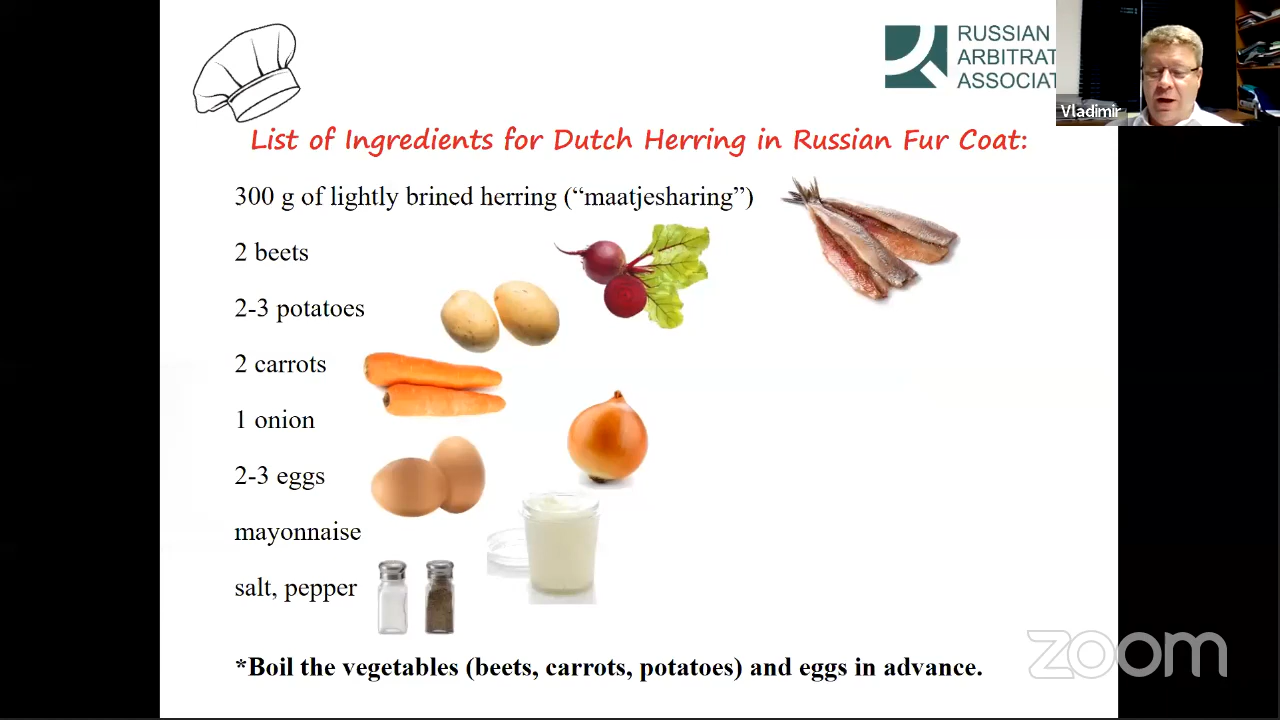 RUSSIAN
ARBITRAT
ASSOCIAT
Vladimir
List of Ingredients for Dutch Herring in Russian Fur Coat:
300 g of lightly brined herring (“maatjesharing”)
2 beets
2-3 potatoes
2 carrots
1 onion
2-3 eggs
mayonnaise
salt, pepper
*Boil the vegetables (beets, carrots, potatoes) and eggs in advance.
zoom